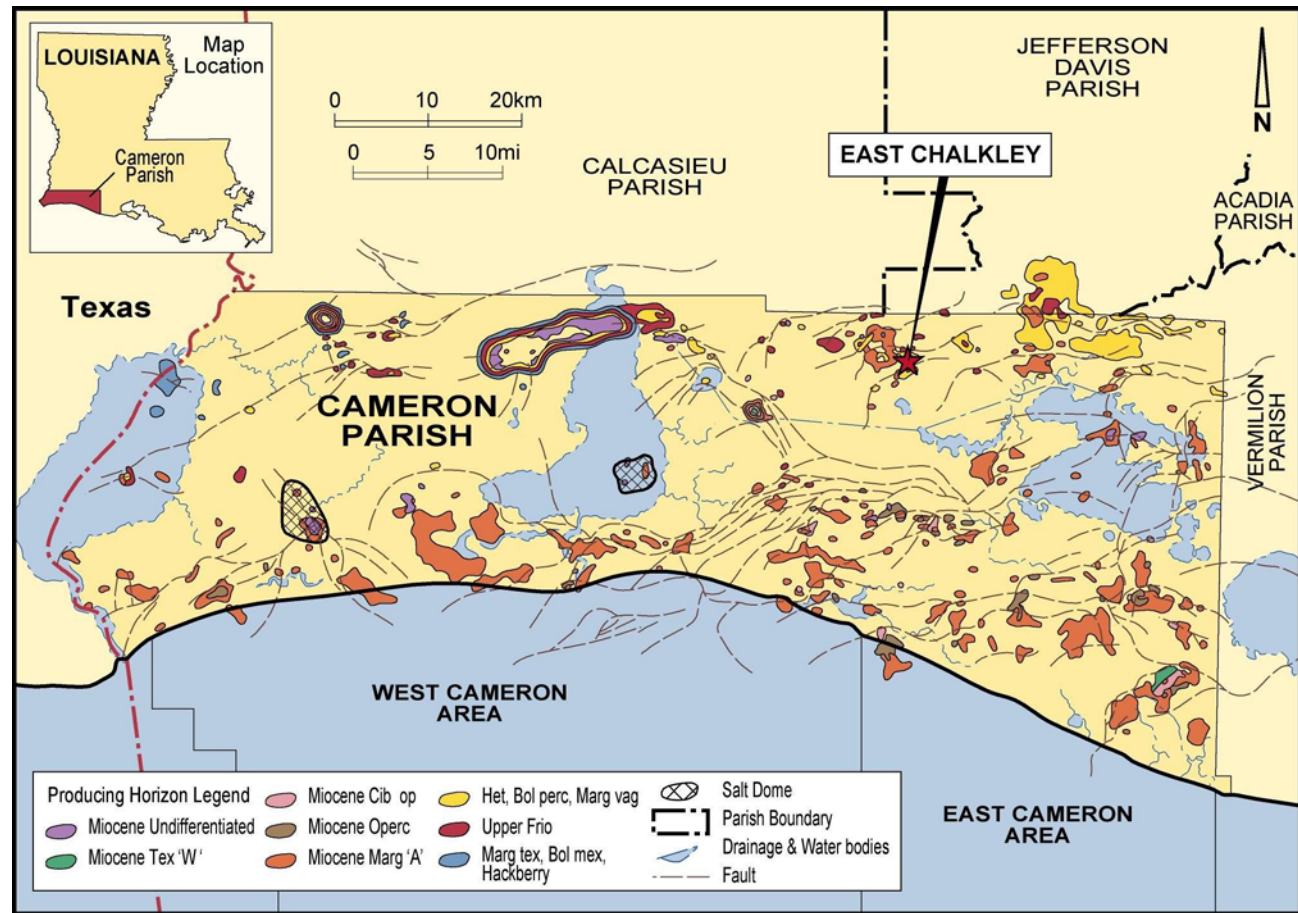 LOUISIANA
Map
Location
Cameron
Parish
0 10 20km
0 5 10mi
JEFFERSON
DAVIS
PARISH
N
EAST CHALKLEY
CALCASIEU
PARISH
ACADIA
PARISH
Texas
CAMERON
PARISH
VERMILION
PARISH
WEST CAMERON
AREA
EAST CAMERON
AREA
Producing Horizon Legend
Miocene Undifferentiated
Miocene Tex 'W'
Miocene Cib op
Miocene Operc
Miocene Marg 'A'
Het, Bol perc, Marg vag
Upper Frio
Marg tex, Bol mex,
Hackberry
Salt Dome
Parish Boundary
Drainage & Water bodies
Fault